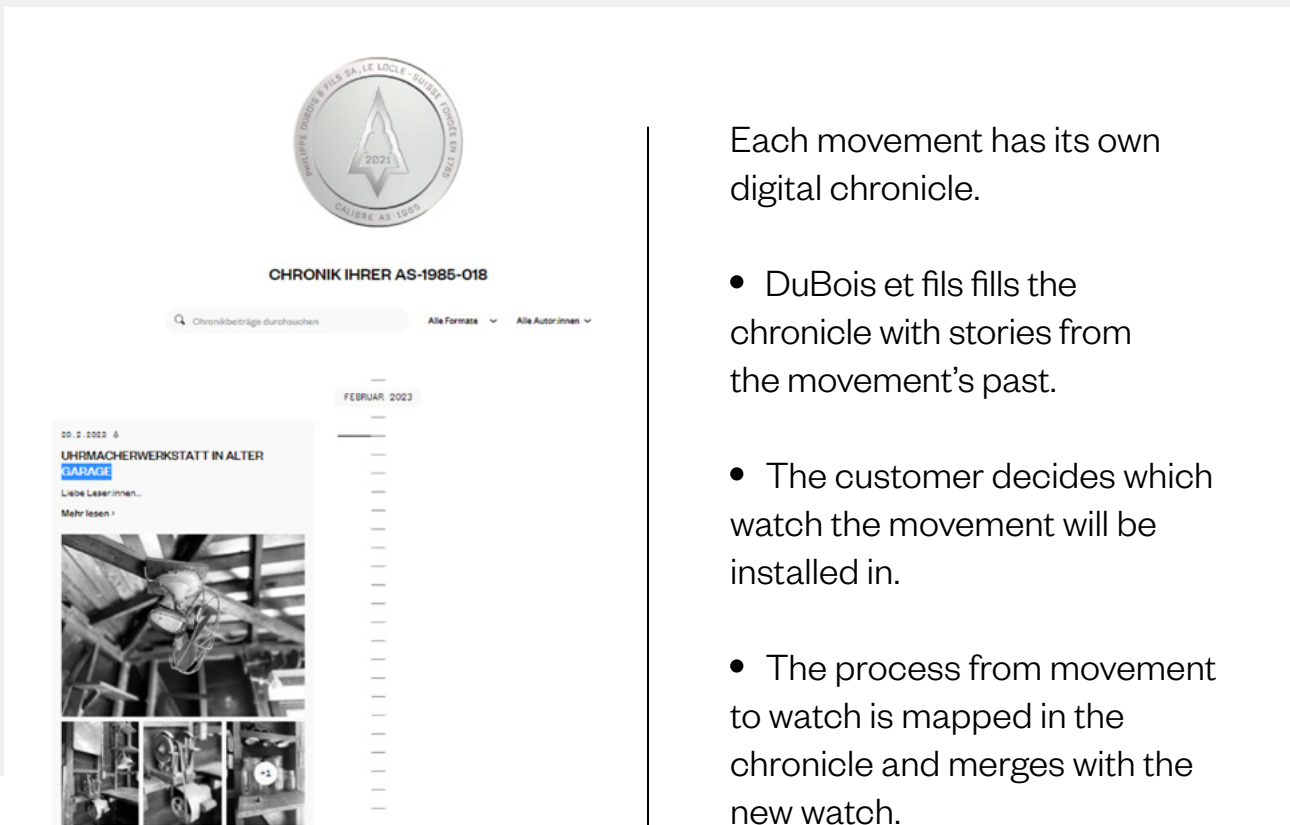 PHILIPPE DUBOIS & FILS SA, LE LOCLE - SUISSE FONDÉE EN 1785
2021
CALIBRE AS-1985
CHRONIK IHRER AS-1985-018
Chronikbeiträge durchsuchen
Alle Formate
Alle Autor:innen
FEBRUAR 2023
20.2.2023
UHRMACHERWERKSTATT IN ALTER
GARAGE
Liebe Leser:innen...
Mehr lesen ›
+1
Each movement has its own
digital chronicle.
• DuBois et fils fills the
chronicle with stories from
the movement’s past.
• The customer decides which
watch the movement will be
installed in.
• The process from movement
to watch is mapped in the
chronicle and merges with the
new watch.